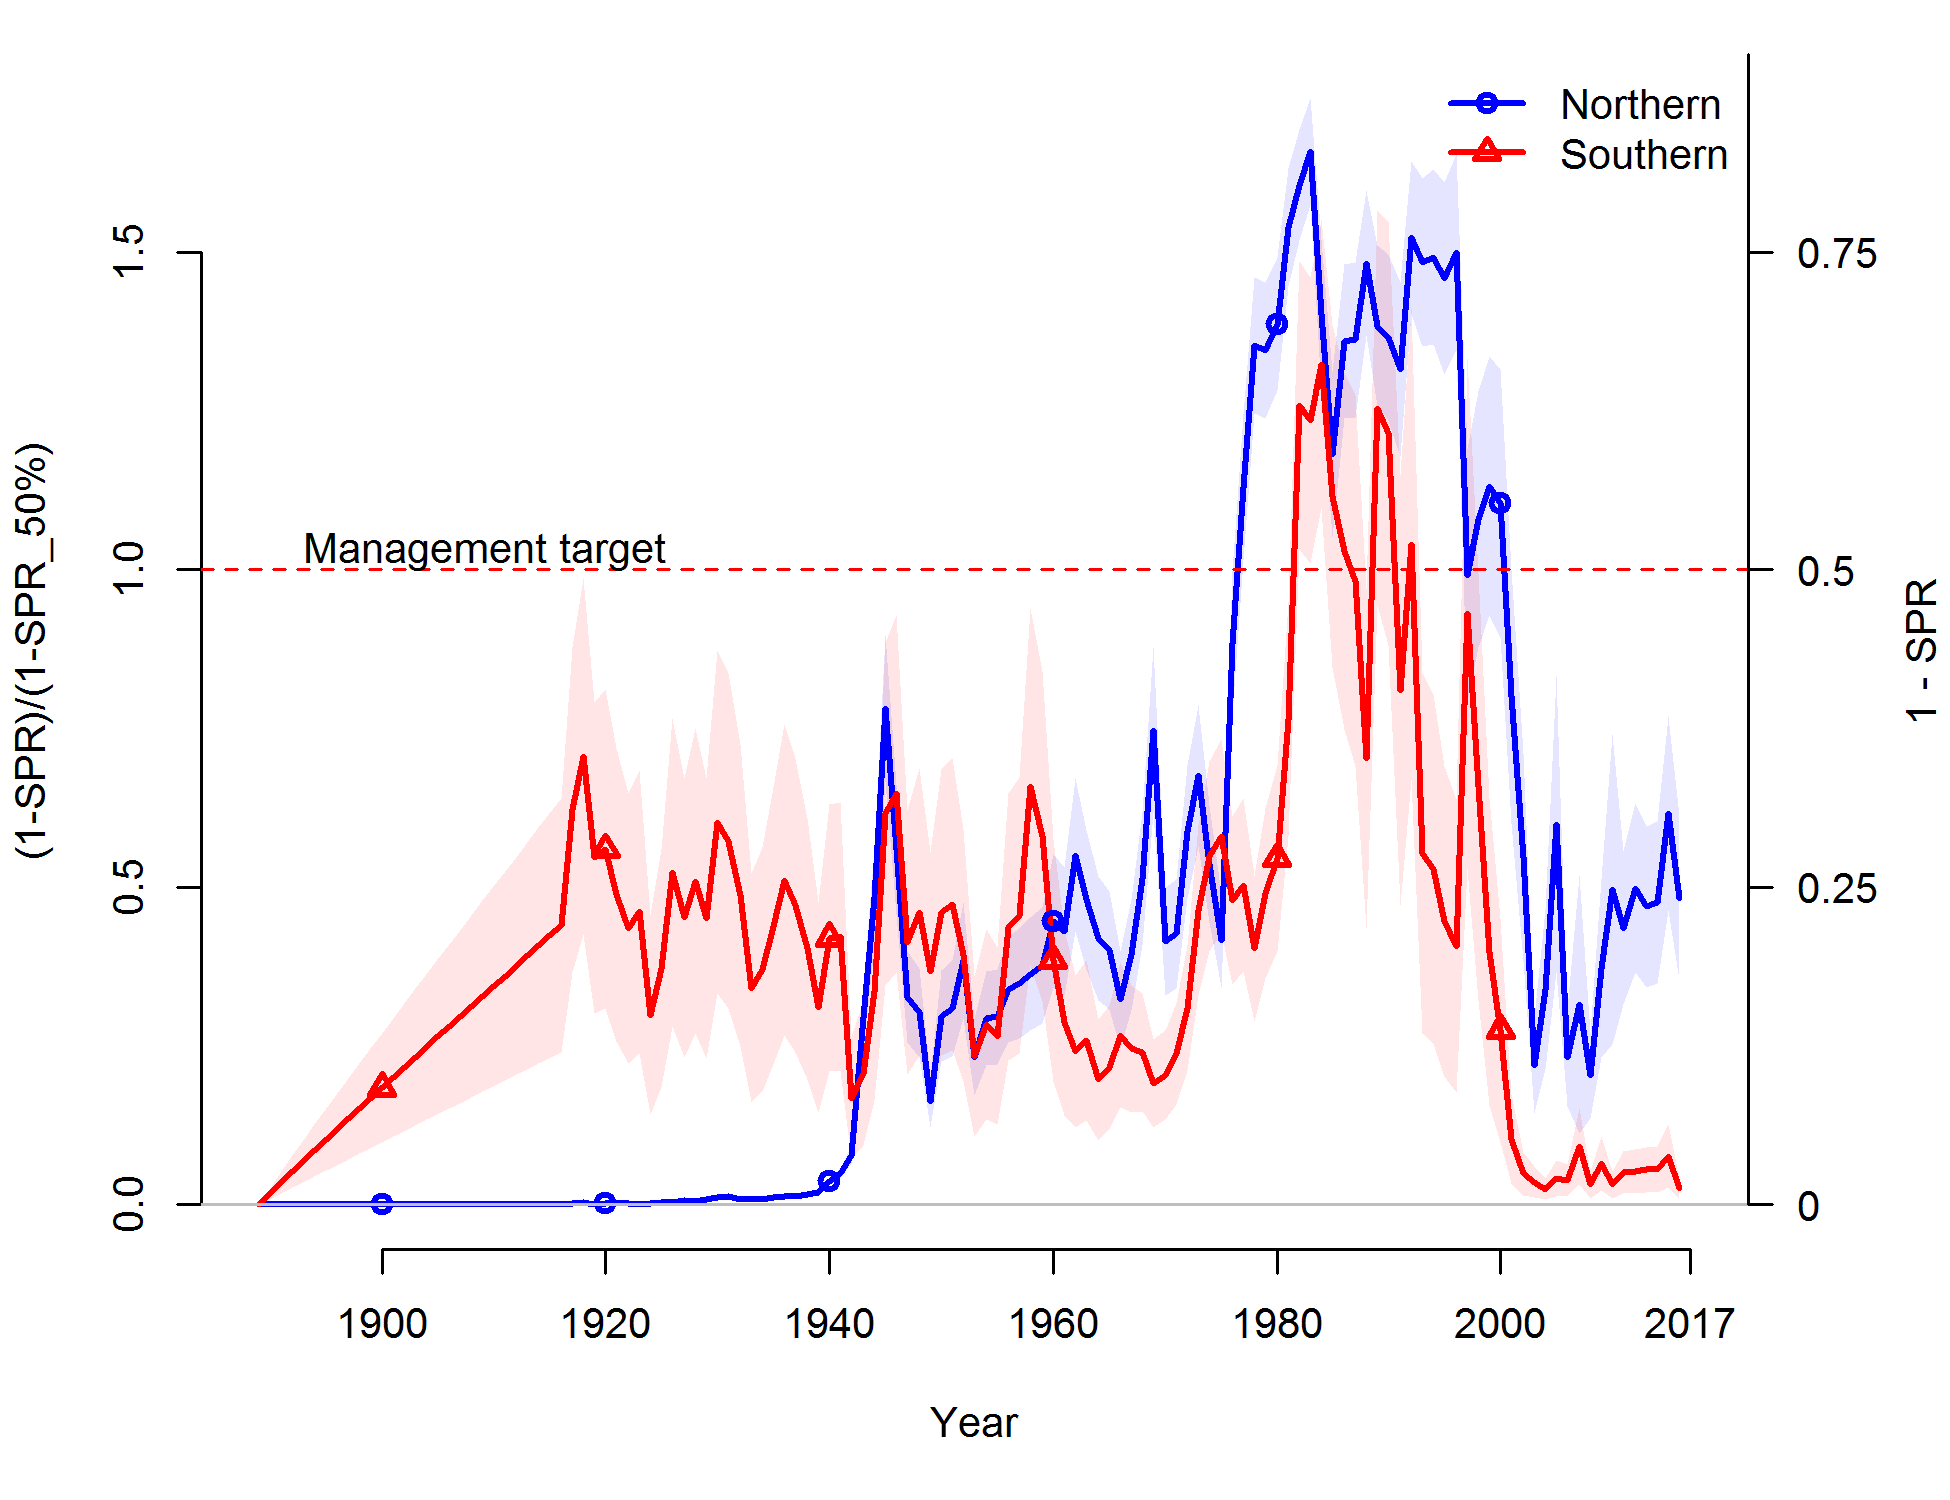 Northern
Southern
Management target
(1-SPR)/(1-SPR_50%)
1.5
1.0
0.5
0.0
0.75
0.5
0.25
0
1 - SPR
1900 1920 1940 1960 1980 2000 2017
Year